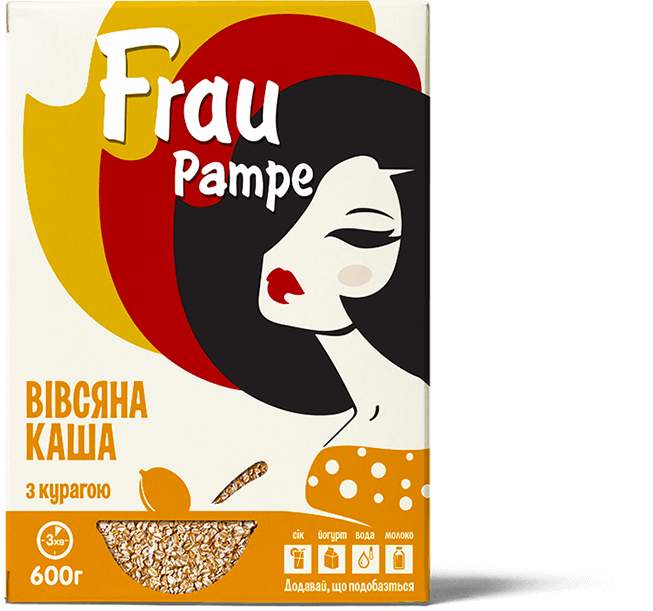 Frau
Pampe
ВІВСЯНА
КАША
з курагою
3хв
600г
сік йогурт вода молоко
Додавай, що подобається